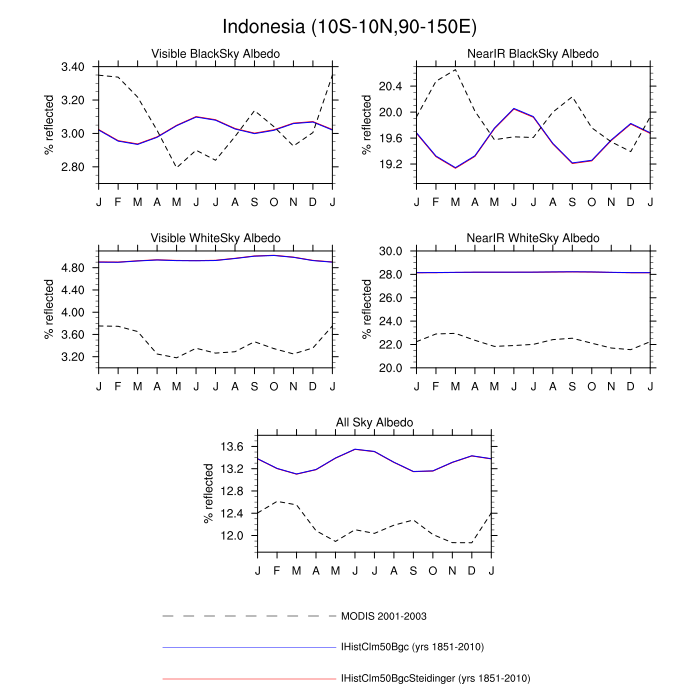 Indonesia (10S-10N,90-150E)
Visible BlackSky Albedo
NearIR BlackSky Albedo
% reflected
3.40
3.20
3.00
2.80
J F M A M J J A S O N D J
% reflected
20.4
20.0
19.6
19.2
J F M A M J J A S O N D J
Visible WhiteSky Albedo
NearIR WhiteSky Albedo
% reflected
4.80
4.40
4.00
3.60
3.20
J F M A M J J A S O N D J
% reflected
30.0
28.0
26.0
24.0
22.0
20.0
J F M A M J J A S O N D J
All Sky Albedo
% reflected
13.6
13.2
12.8
12.4
12.0
J F M A M J J A S O N D J
MODIS 2001-2003
IHistClm50Bgc (yrs 1851-2010)
IHistClm50BgcSteidinger (yrs 1851-2010)